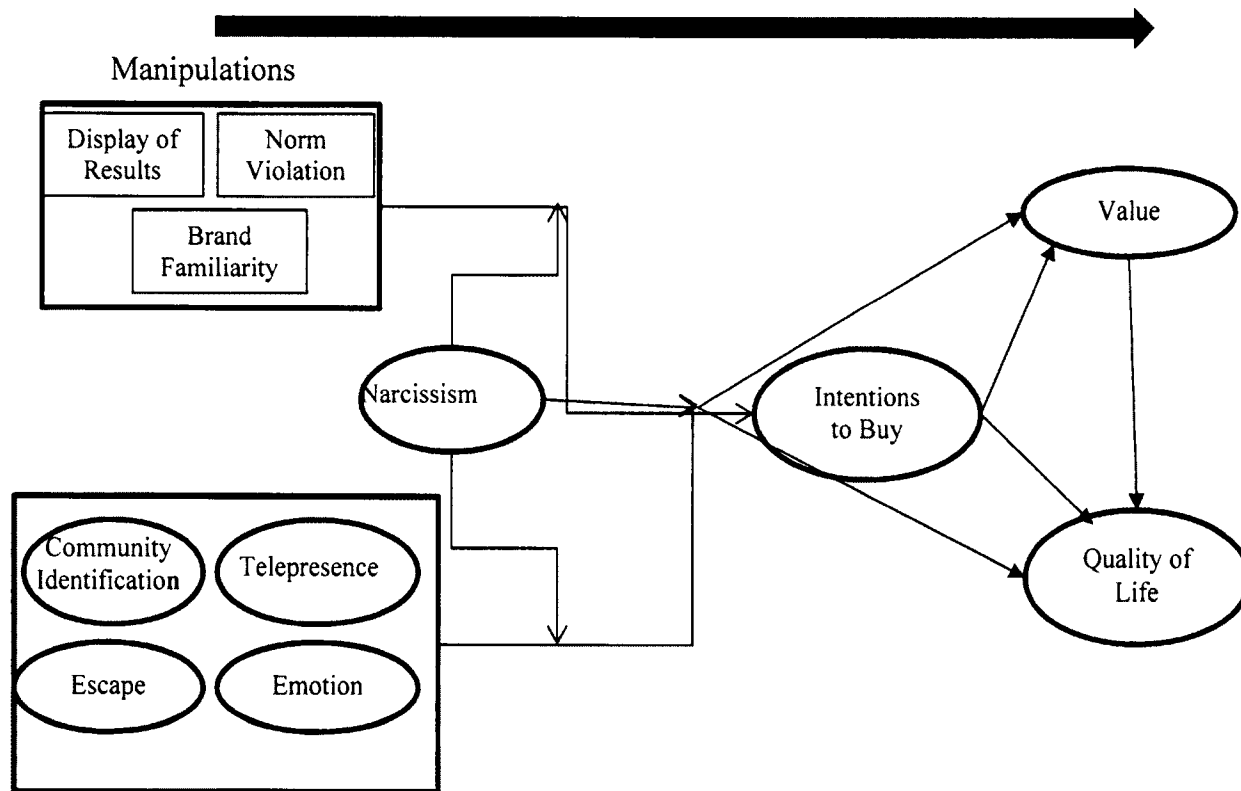 Manipulations
Display of
Results
Norm
Violation
Brand
Familiarity
Value
Narcissism
Intentions
to Buy
Community
Identification
Telepresence
Quality of
Life
Escape
Emotion